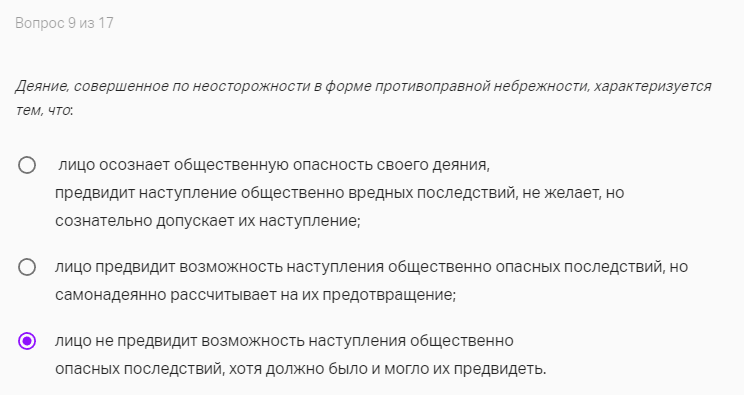 Вопрос 9 из 17
Деяние, совершенное по неосторожности в форме противоправной небрежности, характеризуется
тем, что:
лицо осознает общественную опасность своего деяния,
предвидит наступление общественно вредных последствий, не желает, но
сознательно допускает их наступление;
лицо предвидит возможность наступления общественно опасных последствий, но
самонадеянно рассчитывает на их предотвращение;
лицо не предвидит возможность наступления общественно
опасных последствий, хотя должно было и могло их предвидеть.